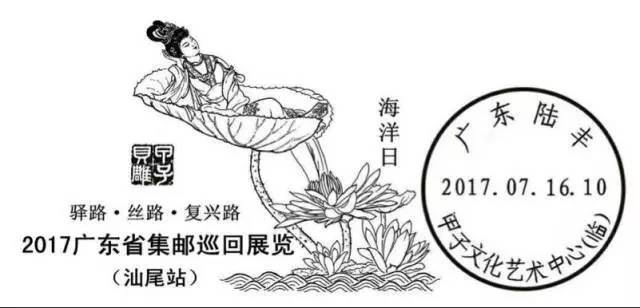 海洋日
甲子
貝雕
驿路·丝路·复兴路
2017广东省集邮巡回展览
（汕尾站）
广东陆丰
2017.07.16.10
甲子文化艺术中心(临)